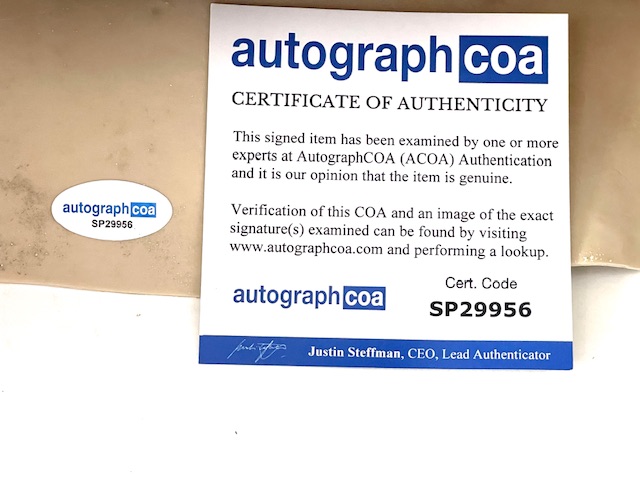 autographcoa
CERTIFICATE OF AUTHENTICITY
This signed item has been examined by one or more
experts at AutographCOA (ACOA) Authentication
and it is our opinion that the item is genuine.
Verification of this COA and an image of the exact
signature(s) examined can be found by visiting
www.autographcoa.com and performing a lookup.
autographcoa
Cert. Code
SP29956
Justin Steffman, CEO, Lead Authenticator
autographcoa
SP29956